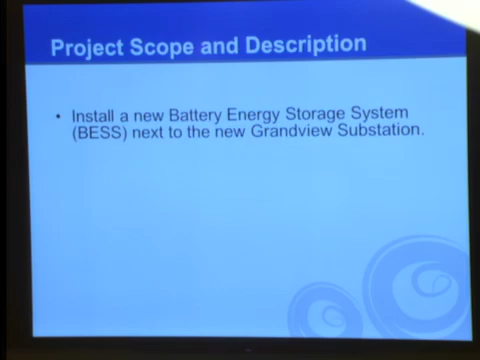 Project Scope and Description
• Install a new Battery Energy Storage System
(BESS) next to the new Grandview Substation.